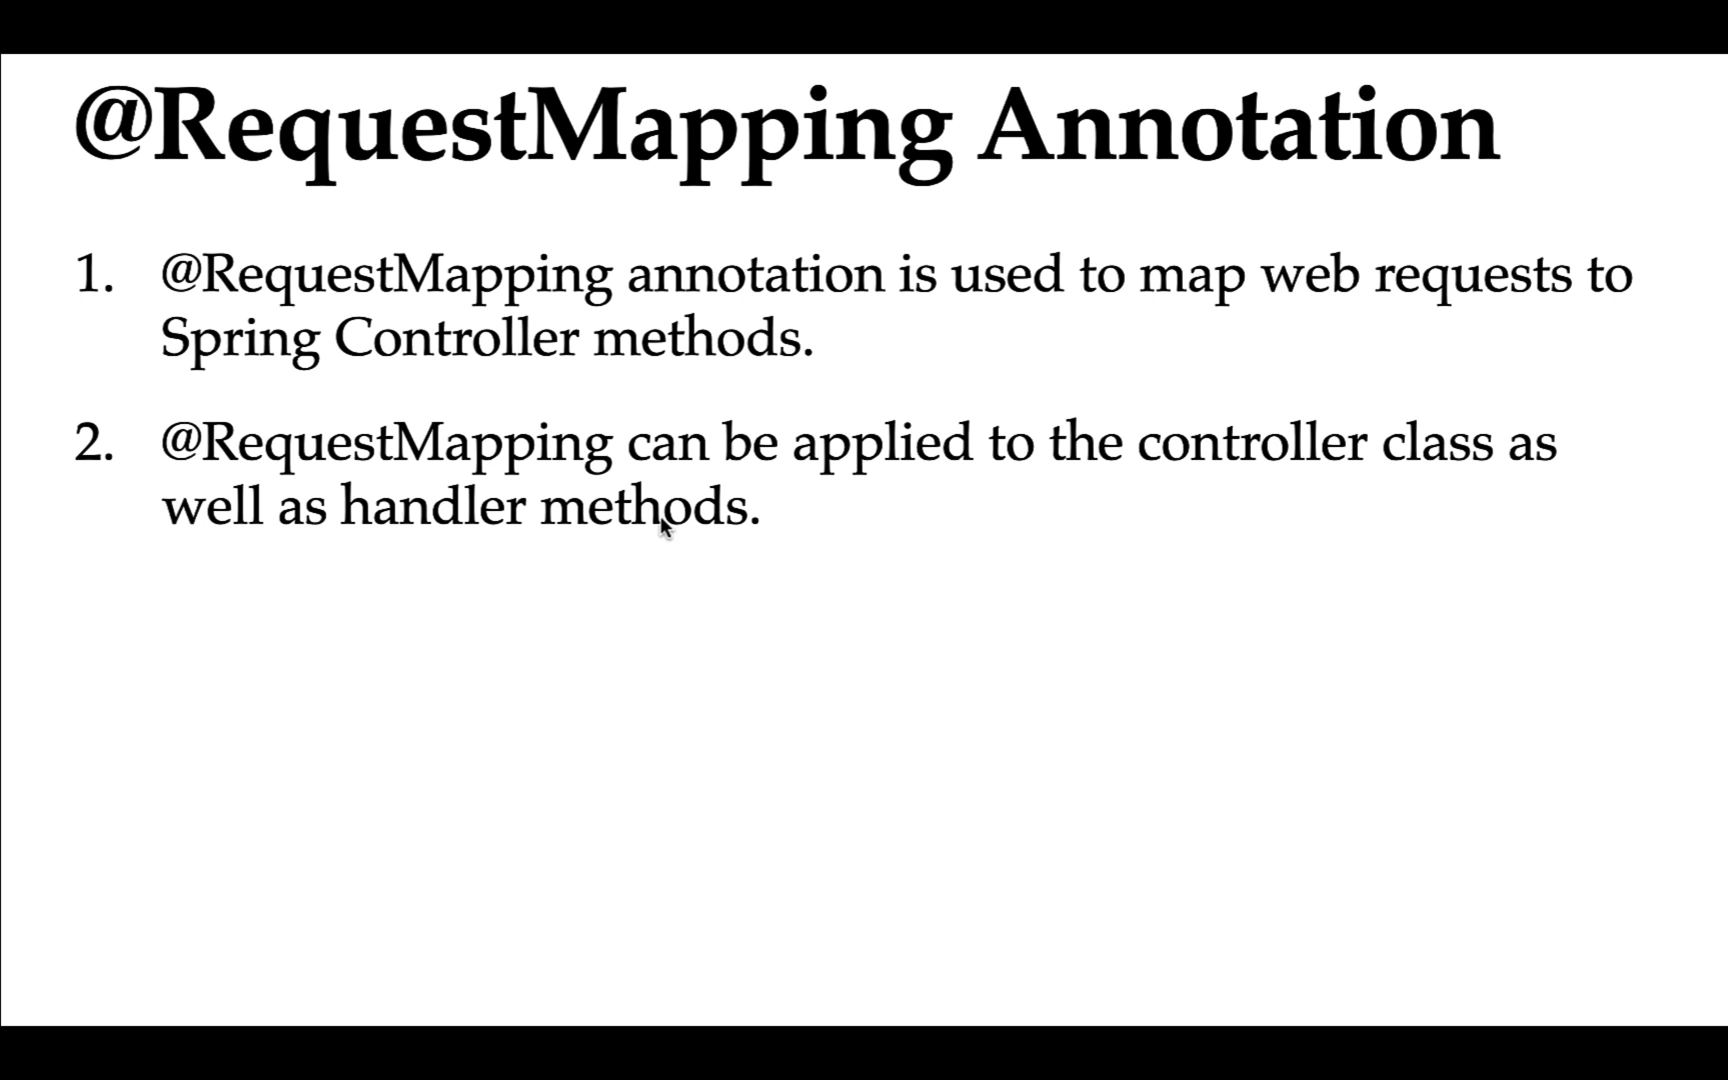 @RequestMapping Annotation
1. @RequestMapping annotation is used to map web requests to
Spring Controller methods.
2. @RequestMapping can be applied to the controller class as
well as handler methods.